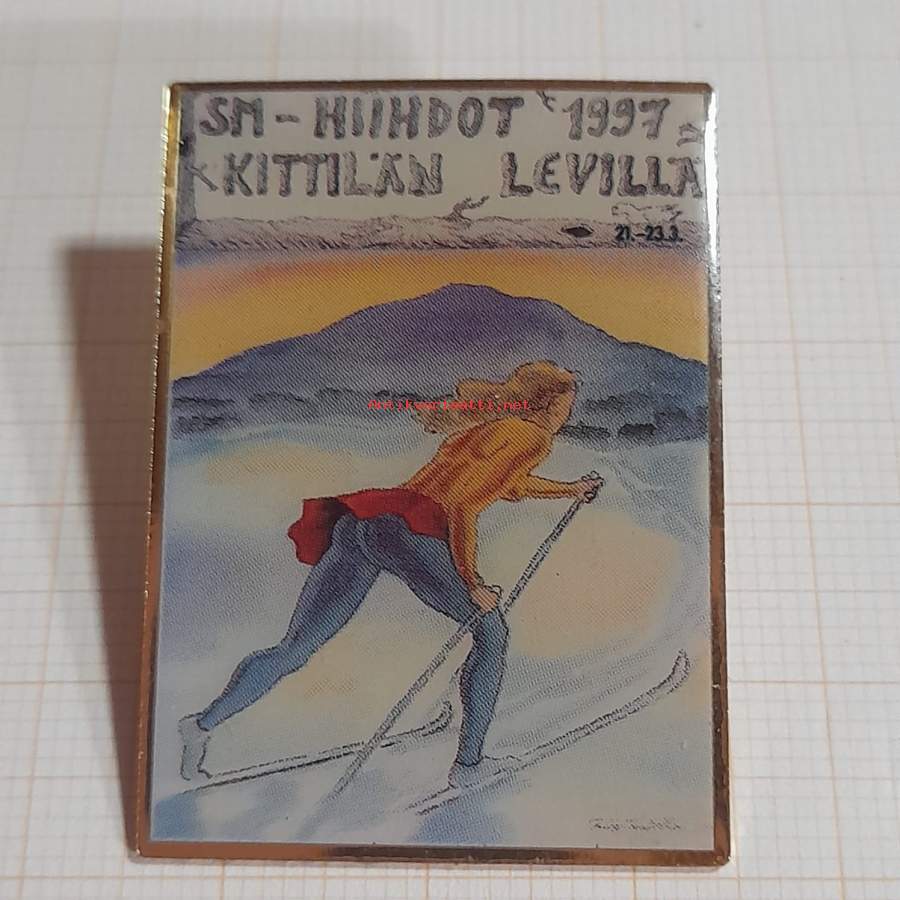 SM-HIIHDOT 1997
KITTILÄN LEVILLÄ
21.-23.3.
Antikvariaatti.net